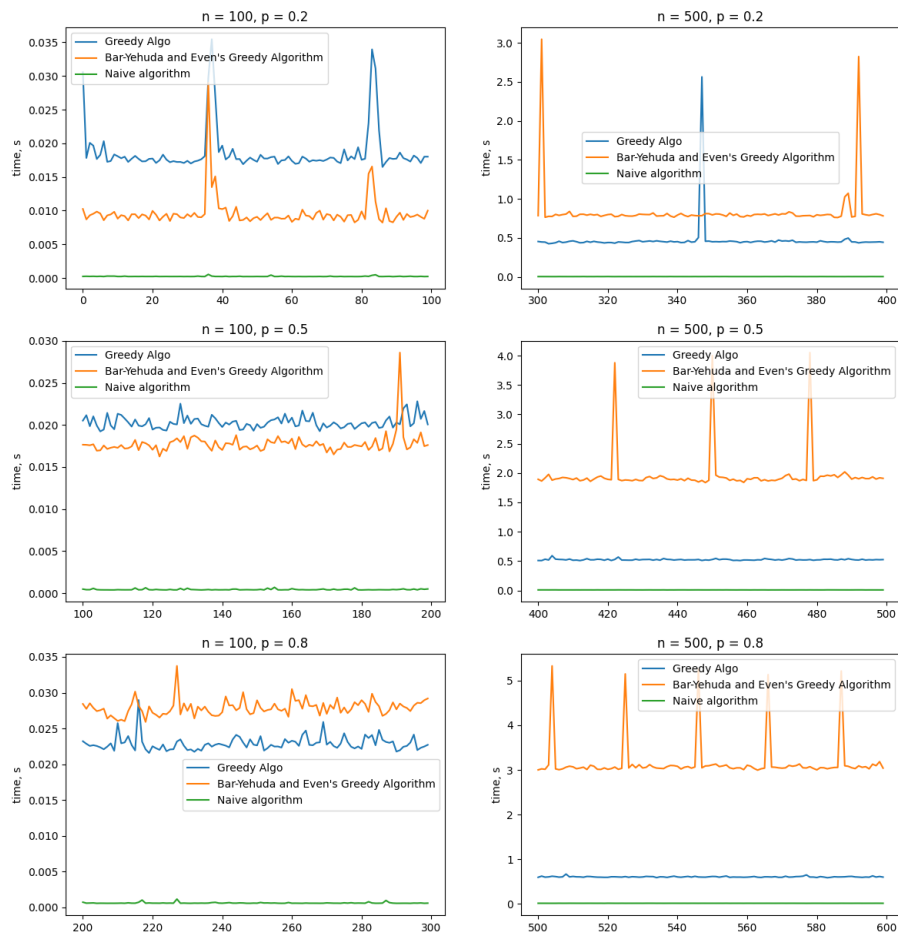 n = 100, p = 0.2
0.035
0.030
0.025
0.020
0.015
0.010
0.005
0.000
time, s
Greedy Algo
Bar-Yehuda and Even's Greedy Algorithm
Naive algorithm
0 20 40 60 80 100
n = 500, p = 0.2
3.0
2.5
2.0
1.5
1.0
0.5
0.0
time, s
Greedy Algo
Bar-Yehuda and Even's Greedy Algorithm
Naive algorithm
300 320 340 360 380 400
n = 100, p = 0.5
0.030
0.025
0.020
0.015
0.010
0.005
0.000
time, s
Greedy Algo
Bar-Yehuda and Even's Greedy Algorithm
Naive algorithm
100 120 140 160 180 200
n = 500, p = 0.5
4.0
3.5
3.0
2.5
2.0
1.5
1.0
0.5
0.0
time, s
Greedy Algo
Bar-Yehuda and Even's Greedy Algorithm
Naive algorithm
400 420 440 460 480 500
n = 100, p = 0.8
0.035
0.030
0.025
0.020
0.015
0.010
0.005
0.000
time, s
Greedy Algo
Bar-Yehuda and Even's Greedy Algorithm
Naive algorithm
200 220 240 260 280 300
n = 500, p = 0.8
5
4
3
2
1
0
time, s
Greedy Algo
Bar-Yehuda and Even's Greedy Algorithm
Naive algorithm
500 520 540 560 580 600